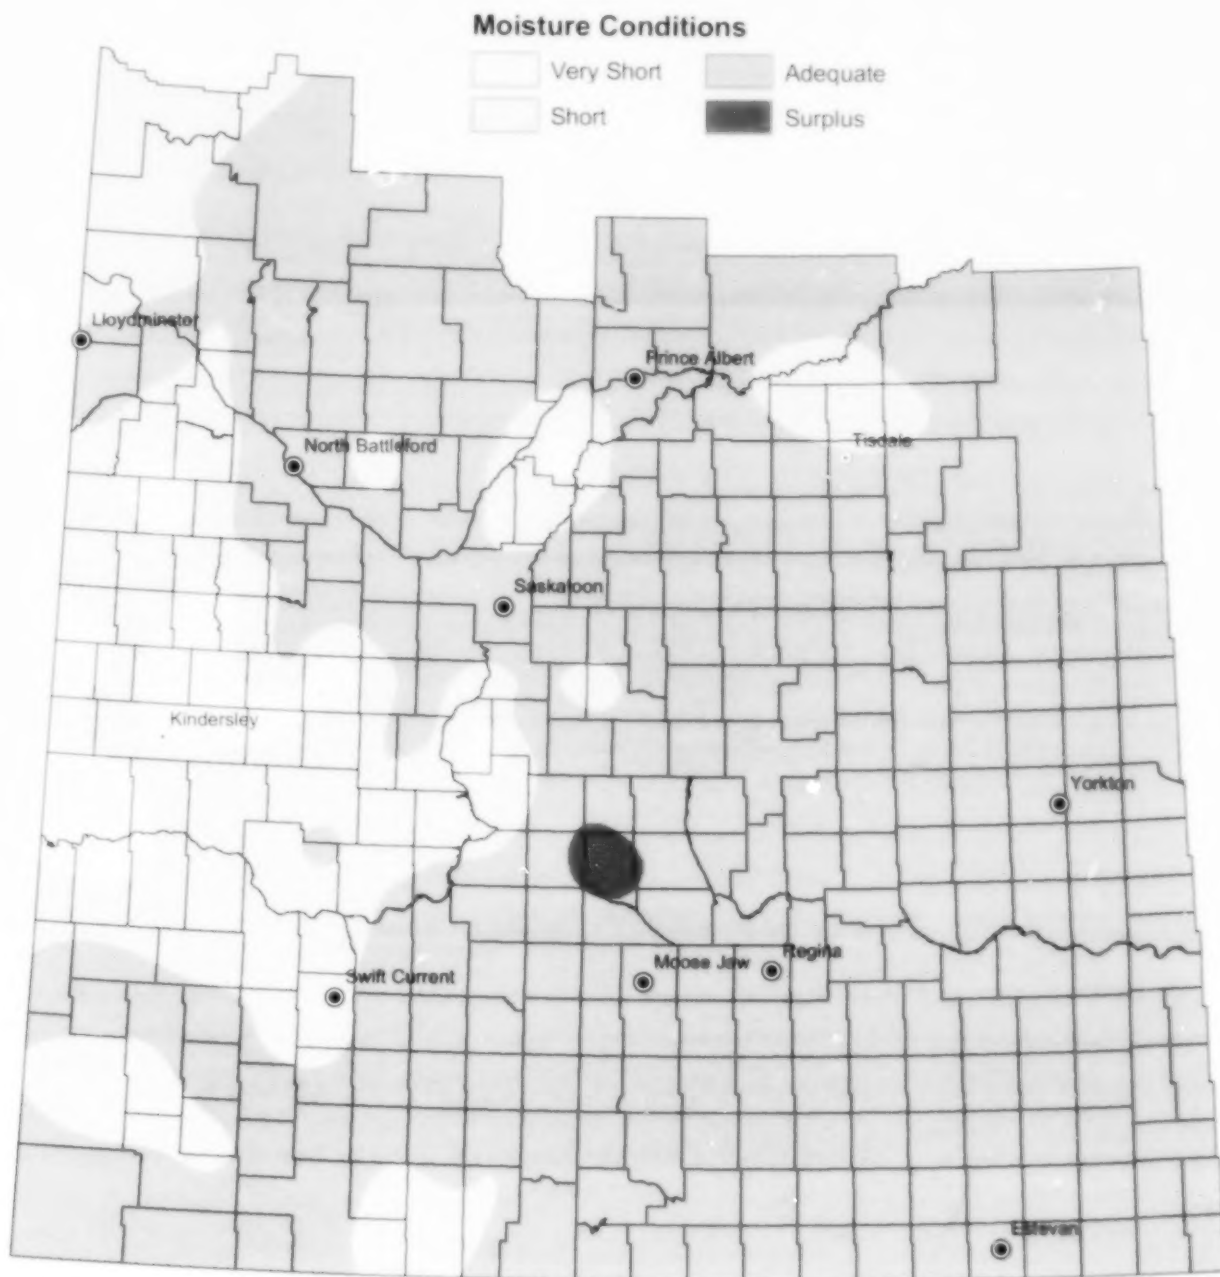 Moisture Conditions
Very Short
Adequate
Short
Surplus
Lloydminster
Prince Albert
North Battleford
Tisdale
Saskatoon
Kindersley
Yorkton
Regina
Moose Jaw
Swift Current
Estevan